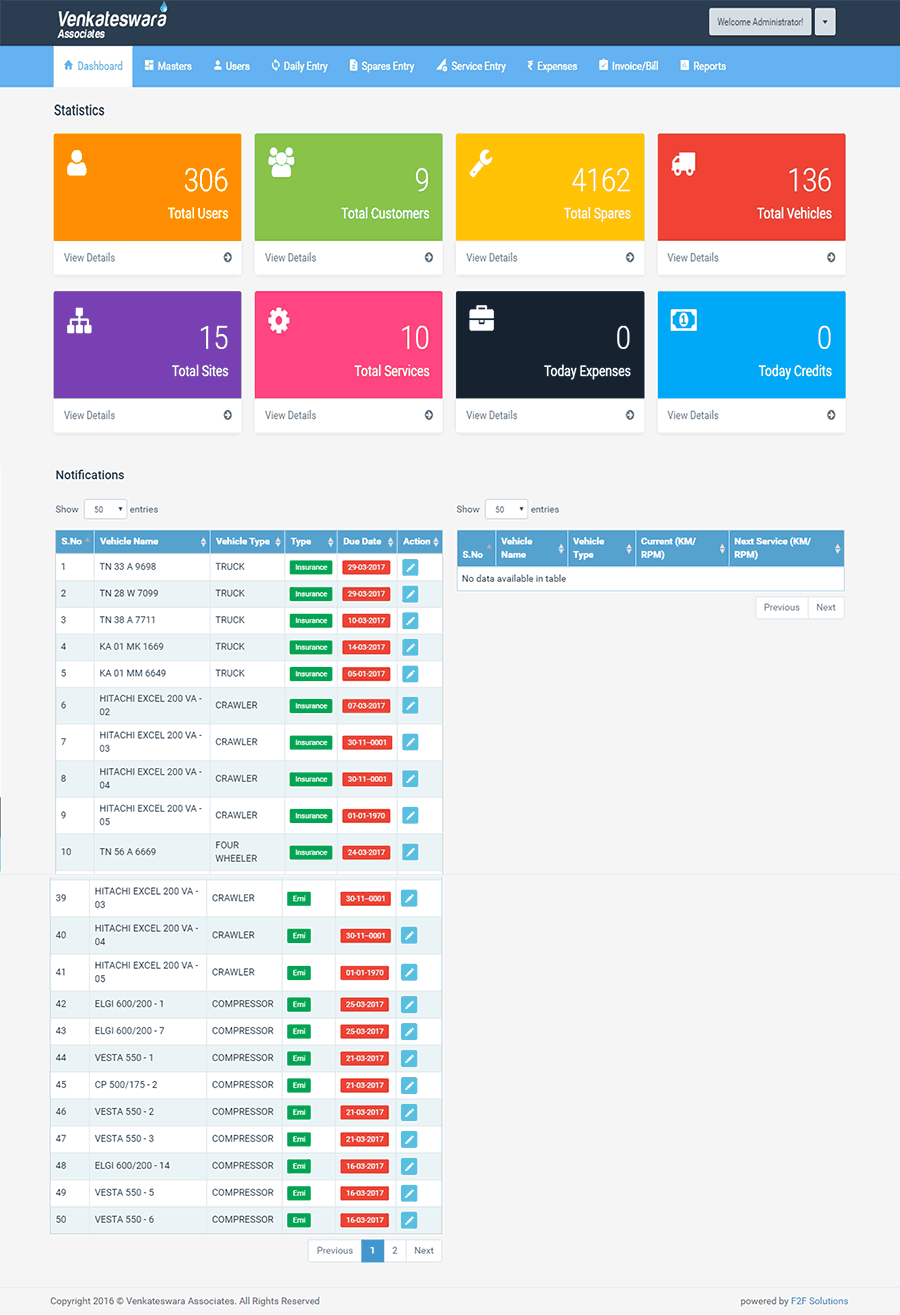 Venkateswara
Associates
Welcome Administrator!
Dashboard Masters Users Daily Entry Spares Entry Service Entry Expenses Invoice/Bill Reports
Statistics
306 9 4162 136
Total Users Total Customers Total Spares Total Vehicles
View Details View Details View Details View Details
15 10 0 0
Total Sites Total Services Today Expenses Today Credits
View Details View Details View Details View Details
Notifications
Show 50 entries
S.No Vehicle Name Vehicle Type Type Due Date Action
1 TN 33 A 9698 TRUCK Insurance 29-03-2017
2 TN 28 W 7099 TRUCK Insurance 29-03-2017
3 TN 38 A 7711 TRUCK Insurance 10-03-2017
4 KA 01 MK 1669 TRUCK Insurance 14-03-2017
5 KA 01 MM 6649 TRUCK Insurance 05-01-2017
6 HITACHI EXCEL 200 VA - CRAWLER Insurance 07-03-2017
02
7 HITACHI EXCEL 200 VA - CRAWLER Insurance 30-11--0001
03
8 HITACHI EXCEL 200 VA - CRAWLER Insurance 30-11--0001
04
9 HITACHI EXCEL 200 VA - CRAWLER Insurance 01-01-1970
05
10 TN 56 A 6669 FOUR Insurance 24-03-2017
WHEELER
39 HITACHI EXCEL 200 VA - CRAWLER Emi 30-11--0001
03
40 HITACHI EXCEL 200 VA - CRAWLER Emi 30-11--0001
04
41 HITACHI EXCEL 200 VA - CRAWLER Emi 01-01-1970
05
42 ELGI 600/200 - 1 COMPRESSOR Emi 25-03-2017
43 ELGI 600/200 - 7 COMPRESSOR Emi 25-03-2017
44 VESTA 550 - 1 COMPRESSOR Emi 21-03-2017
45 CP 500/175 - 2 COMPRESSOR Emi 21-03-2017
46 VESTA 550 - 2 COMPRESSOR Emi 21-03-2017
47 VESTA 550 - 3 COMPRESSOR Emi 21-03-2017
48 ELGI 600/200 - 14 COMPRESSOR Emi 16-03-2017
49 VESTA 550 - 5 COMPRESSOR Emi 16-03-2017
50 VESTA 550 - 6 COMPRESSOR Emi 16-03-2017
Previous 1 2 Next
Show 50 entries
S.No Vehicle Vehicle Current (KM/ Next Service (KM/
Name Type RPM) RPM)
No data available in table
Previous Next
Copyright 2016 © Venkateswara Associates. All Rights Reserved
powered by F2F Solutions